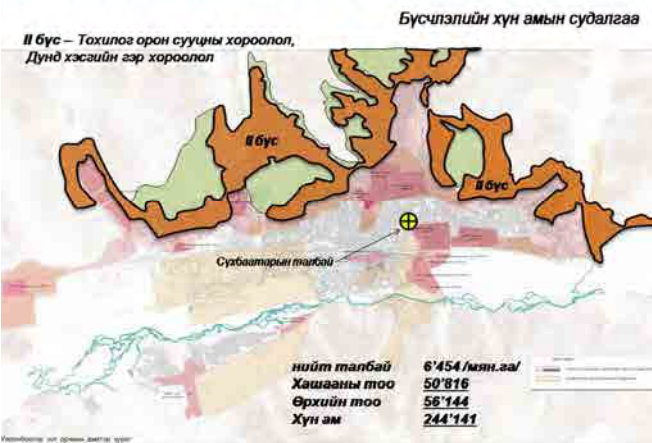 Бүсчлэлийн хүн амын судалгаа
II бүс – Тохилог орон сууцны хороолол,
Дунд хэсгийн гэр хороолол
II бүс
II бүс
Сүхбаатарын талбай
нийт талбай 6'454 /мян.га/
Хашааны тоо 50'816
Өрхийн тоо 56'144
Хүн ам 244'141